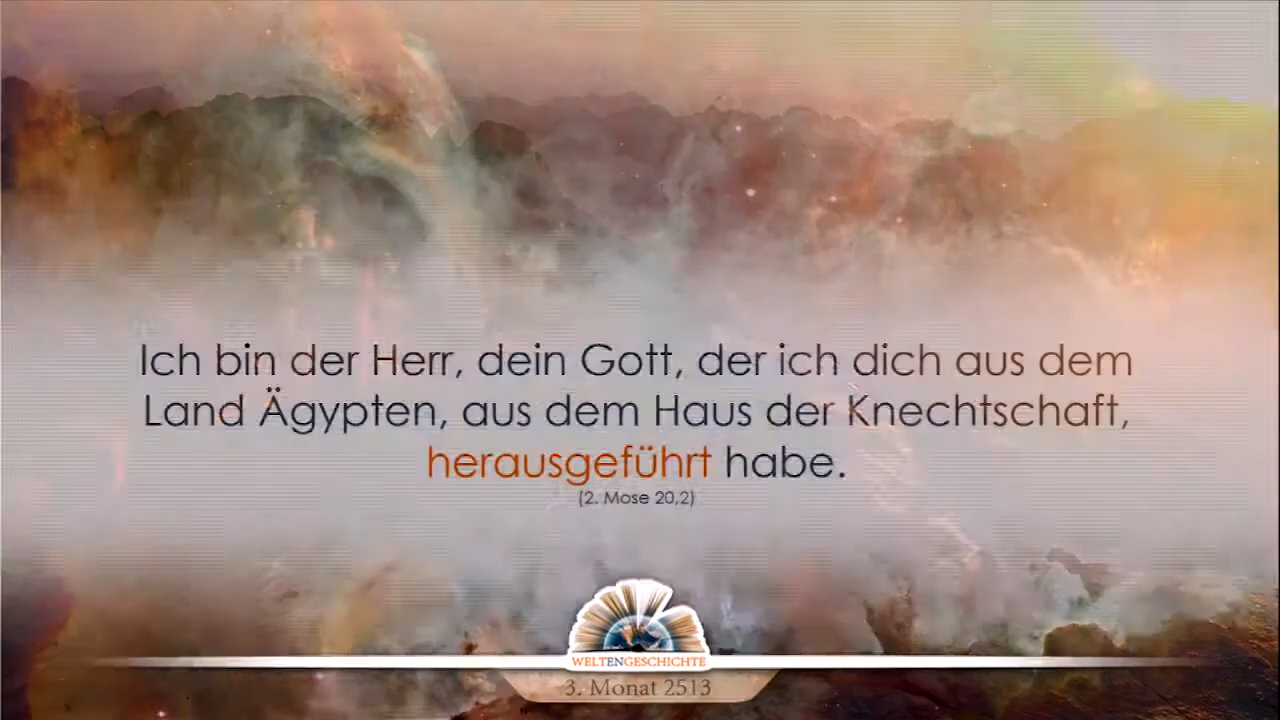 Ich bin der Herr, dein Gott, der ich dich aus dem
Land Ägypten, aus dem Haus der Knechtschaft,
herausgeführt habe.
(2. Mose 20,2)
WELTENGESCHICHTE
3. Monat 2513